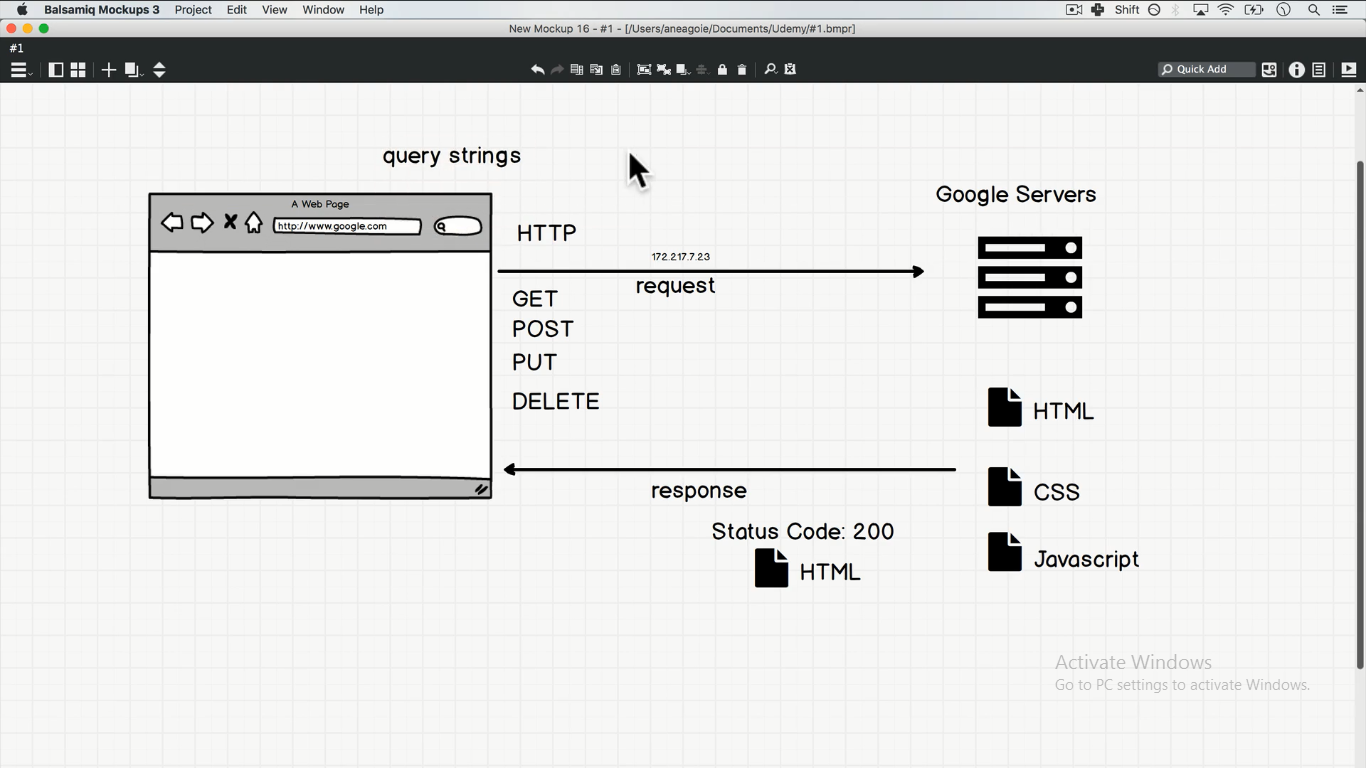 Balsamiq Mockups 3 Project Edit View Window Help Shift
New Mockup 16 - #1 - [/Users/aneagoie/Documents/Udemy/#1.bmpr]
#1
Quick Add
query strings
A Web Page
http://www.google.com
HTTP
172.217.7.23
request
GET
POST
PUT
DELETE
Google Servers
HTML
CSS
Javascript
response
Status Code: 200
HTML
Activate Windows
Go to PC settings to activate Windows.